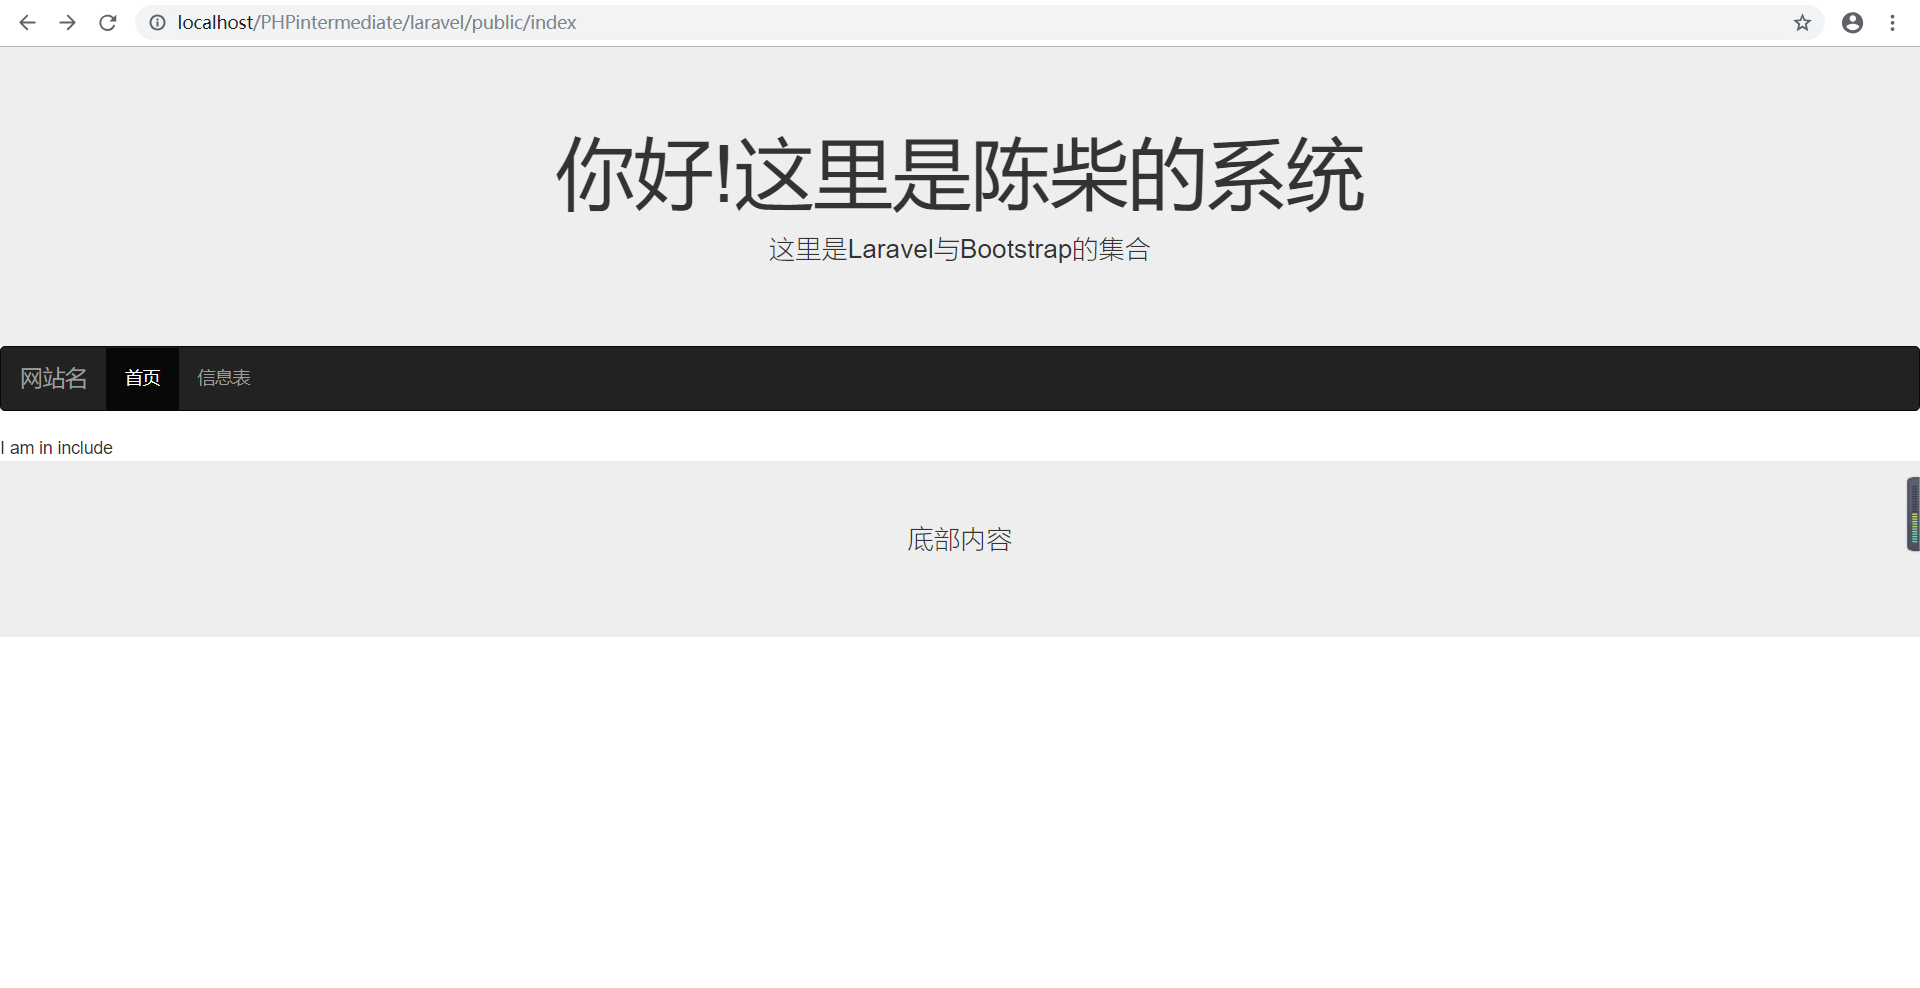 localhost/PHPintermediate/laravel/public/index
你好!这里是陈柴的系统
这里是Laravel与Bootstrap的集合
网站名 首页 信息表
I am in include
底部内容